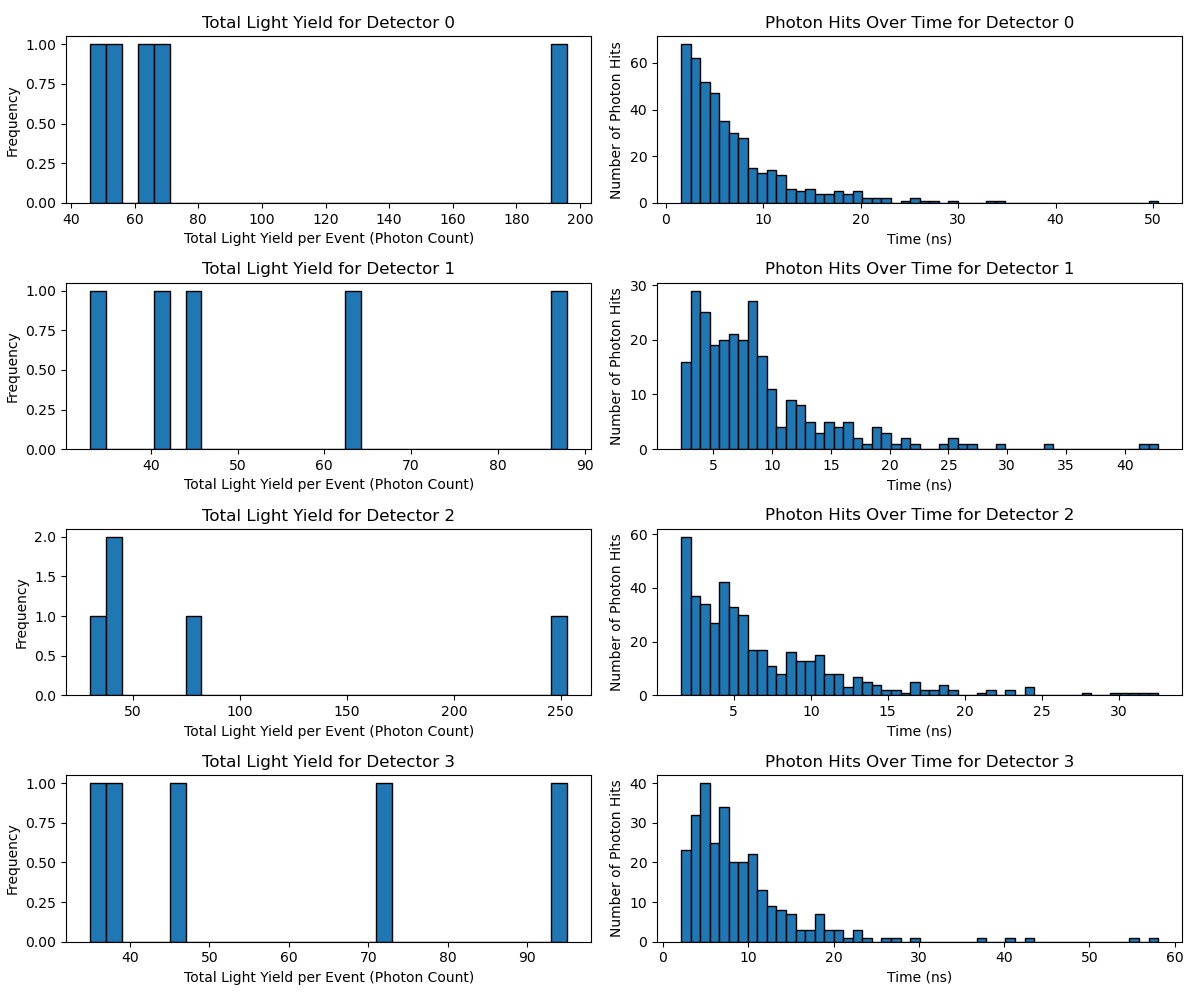 Total Light Yield for Detector 0
Frequency
1.00
0.75
0.50
0.25
0.00
40 60 80 100 120 140 160 180 200
Total Light Yield per Event (Photon Count)
Photon Hits Over Time for Detector 0
Number of Photon Hits
60
40
20
0
0 10 20 30 40 50
Time (ns)
Total Light Yield for Detector 1
Frequency
1.00
0.75
0.50
0.25
0.00
40 50 60 70 80 90
Total Light Yield per Event (Photon Count)
Photon Hits Over Time for Detector 1
Number of Photon Hits
30
20
10
0
5 10 15 20 25 30 35 40
Time (ns)
Total Light Yield for Detector 2
Frequency
2.0
1.5
1.0
0.5
0.0
50 100 150 200 250
Total Light Yield per Event (Photon Count)
Photon Hits Over Time for Detector 2
Number of Photon Hits
60
40
20
0
5 10 15 20 25 30
Time (ns)
Total Light Yield for Detector 3
Frequency
1.00
0.75
0.50
0.25
0.00
40 50 60 70 80 90
Total Light Yield per Event (Photon Count)
Photon Hits Over Time for Detector 3
Number of Photon Hits
40
30
20
10
0
0 10 20 30 40 50 60
Time (ns)